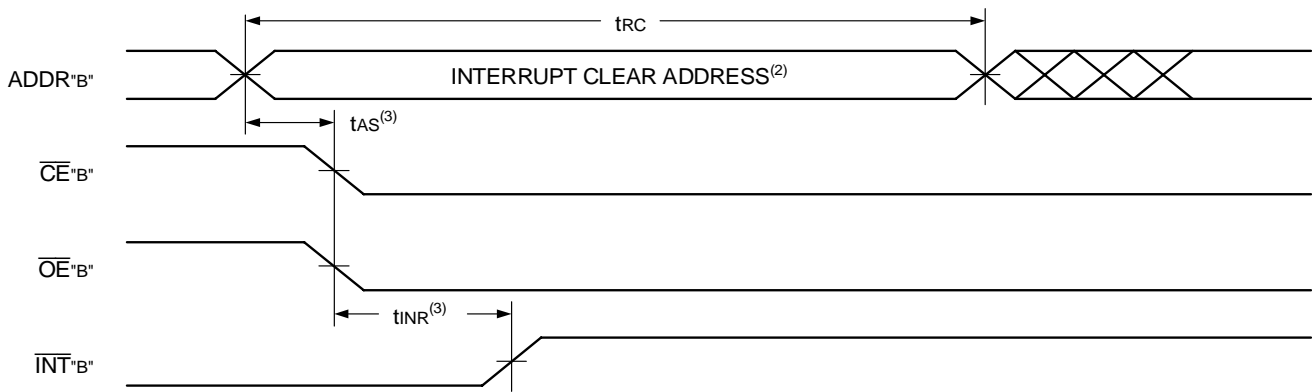 tRC
ADDR"B"
INTERRUPT CLEAR ADDRESS(2)
tAS(3)
CE"B"
OE"B"
tINR(3)
INT"B"